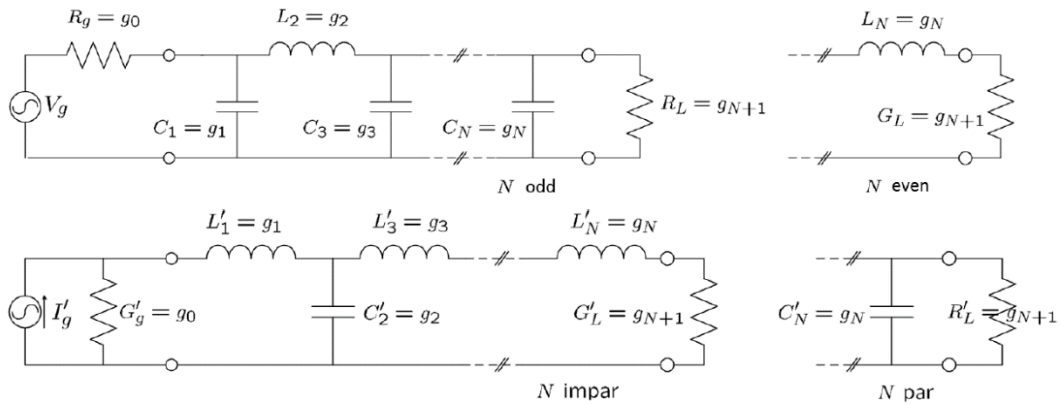 R_g = g_0
L_2 = g_2
L_N = g_N
V_g
C_1 = g_1
C_3 = g_3
C_N = g_N
R_L = g_{N+1}
G_L = g_{N+1}
N odd
N even
L'_1 = g_1
L'_3 = g_3
L'_N = g_N
I'_g
G'_g = g_0
C'_2 = g_2
G'_L = g_{N+1}
C'_N = g_N
R'_L = g_{N+1}
N impar
N par